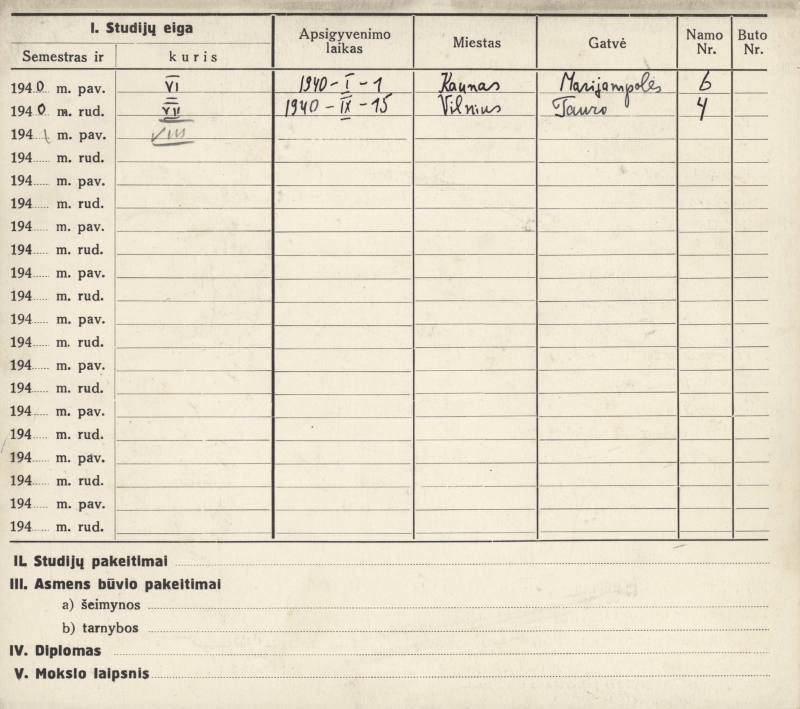 I. Studijų eiga Apsigyvenimo laikas Miestas Gatvė Namo Nr. Buto Nr.
Semestras ir kuris
1940 m. pav. VI 1940-I-1 Kaunas Marijampolės 6
1940 m. rud. VII 1940-IX-15 Vilnius Tauro 4
1941 m. pav. VIII
194...... m. rud.
194...... m. pav.
194...... m. rud.
194...... m. pav.
194...... m. rud.
194...... m. pav.
194...... m. rud.
194...... m. pav.
194...... m. rud.
194...... m. pav.
194...... m. rud.
194...... m. pav.
194...... m. rud.
194...... m. pav.
194...... m. rud.
194...... m. pav.
194...... m. rud.
II. Studijų pakeitimai
III. Asmens būvio pakeitimai
a) šeimynos
b) tarnybos
IV. Diplomas
V. Mokslo laipsnis